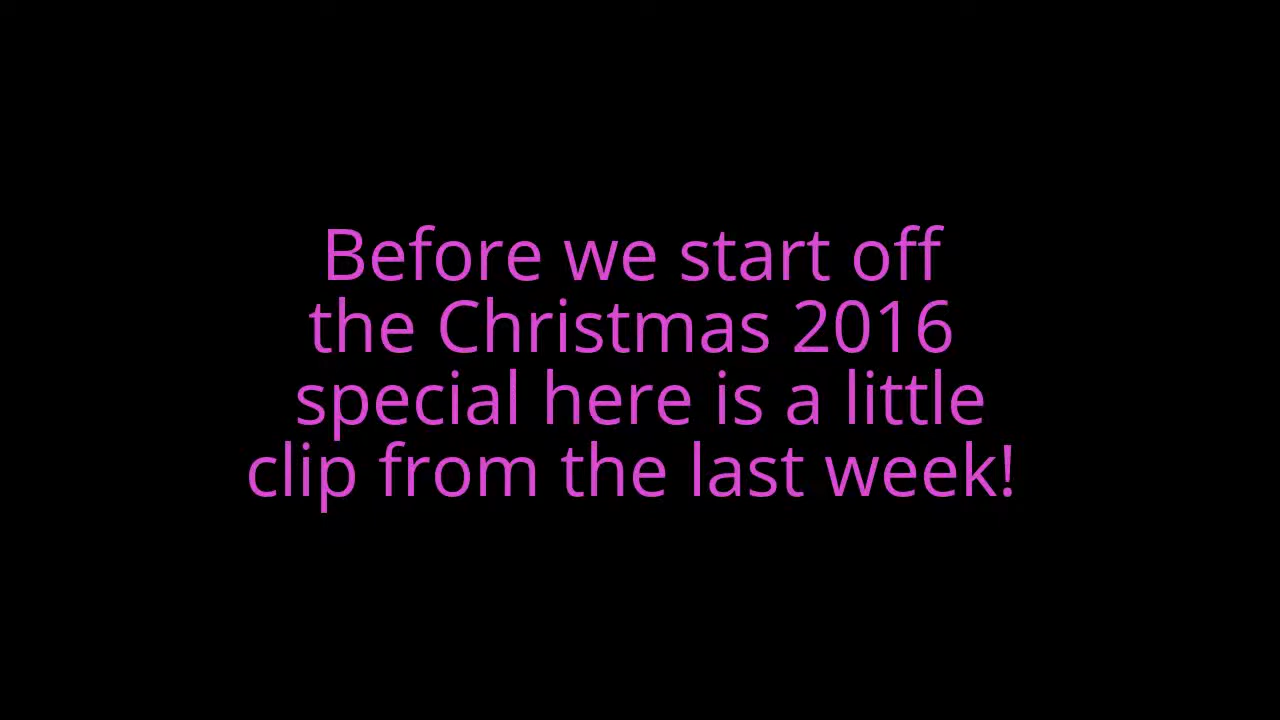 Before we start off
the Christmas 2016
special here is a little
clip from the last week!